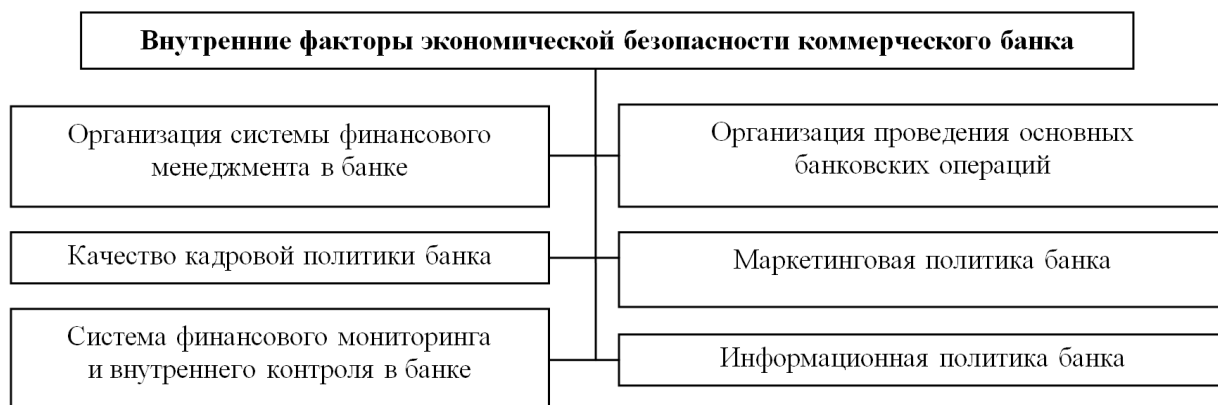 Внутренние факторы экономической безопасности коммерческого банка
Организация системы финансового
менеджмента в банке
Организация проведения основных
банковских операций
Качество кадровой политики банка
Маркетинговая политика банка
Система финансового мониторинга
и внутреннего контроля в банке
Информационная политика банка